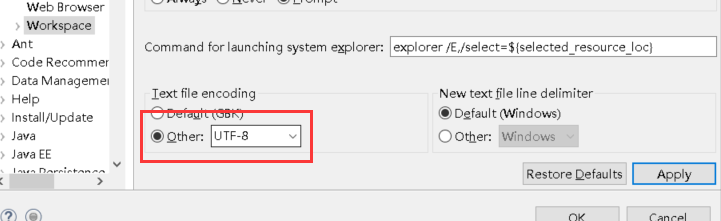 Always Never Prompt
Web Browser
Workspace
Ant
Code Recommer
Data Managemer
Help
Install/Update
Java
Java EE
Java Persistence
Command for launching system explorer: explorer /E,/select=${selected_resource_loc}
Text file encoding
Default (GBK)
Other: UTF-8
New text file line delimiter
Default (Windows)
Other: Windows
Restore Defaults Apply
OK Cancel